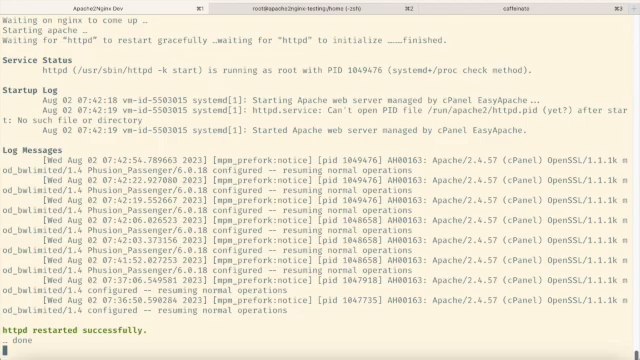 Apache2Nginx Dev ⌘1 root@apache2nginx-testing:/home (-zsh) ⌘2 caffeinate ⌘3
Waiting on nginx to come up …
Starting apache …
Waiting for “httpd” to restart gracefully …waiting for “httpd” to initialize ………finished.
Service Status
httpd (/usr/sbin/httpd -k start) is running as root with PID 1049476 (systemd+/proc check method).
Startup Log
Aug 02 07:42:18 vm-id-5503015 systemd[1]: Starting Apache web server managed by cPanel EasyApache...
Aug 02 07:42:19 vm-id-5503015 systemd[1]: httpd.service: Can't open PID file /run/apache2/httpd.pid (yet?) after star
t: No such file or directory
Aug 02 07:42:19 vm-id-5503015 systemd[1]: Started Apache web server managed by cPanel EasyApache.
Log Messages
[Wed Aug 02 07:42:54.789663 2023] [mpm_prefork:notice] [pid 1049476] AH00163: Apache/2.4.57 (cPanel) OpenSSL/1.1.1k m
od_bwlimited/1.4 Phusion_Passenger/6.0.18 configured -- resuming normal operations
[Wed Aug 02 07:42:22.927080 2023] [mpm_prefork:notice] [pid 1049476] AH00163: Apache/2.4.57 (cPanel) OpenSSL/1.1.1k m
od_bwlimited/1.4 Phusion_Passenger/6.0.18 configured -- resuming normal operations
[Wed Aug 02 07:42:19.552667 2023] [mpm_prefork:notice] [pid 1049476] AH00163: Apache/2.4.57 (cPanel) OpenSSL/1.1.1k m
od_bwlimited/1.4 Phusion_Passenger/6.0.18 configured -- resuming normal operations
[Wed Aug 02 07:42:06.026523 2023] [mpm_prefork:notice] [pid 1048658] AH00163: Apache/2.4.57 (cPanel) OpenSSL/1.1.1k m
od_bwlimited/1.4 Phusion_Passenger/6.0.18 configured -- resuming normal operations
[Wed Aug 02 07:42:03.373156 2023] [mpm_prefork:notice] [pid 1048658] AH00163: Apache/2.4.57 (cPanel) OpenSSL/1.1.1k m
od_bwlimited/1.4 Phusion_Passenger/6.0.18 configured -- resuming normal operations
[Wed Aug 02 07:41:52.027253 2023] [mpm_prefork:notice] [pid 1048658] AH00163: Apache/2.4.57 (cPanel) OpenSSL/1.1.1k m
od_bwlimited/1.4 Phusion_Passenger/6.0.18 configured -- resuming normal operations
[Wed Aug 02 07:37:06.549581 2023] [mpm_prefork:notice] [pid 1047918] AH00163: Apache/2.4.57 (cPanel) OpenSSL/1.1.1k m
od_bwlimited/1.4 configured -- resuming normal operations
[Wed Aug 02 07:36:50.590284 2023] [mpm_prefork:notice] [pid 1047735] AH00163: Apache/2.4.57 (cPanel) OpenSSL/1.1.1k m
od_bwlimited/1.4 configured -- resuming normal operations
httpd restarted successfully.
… done